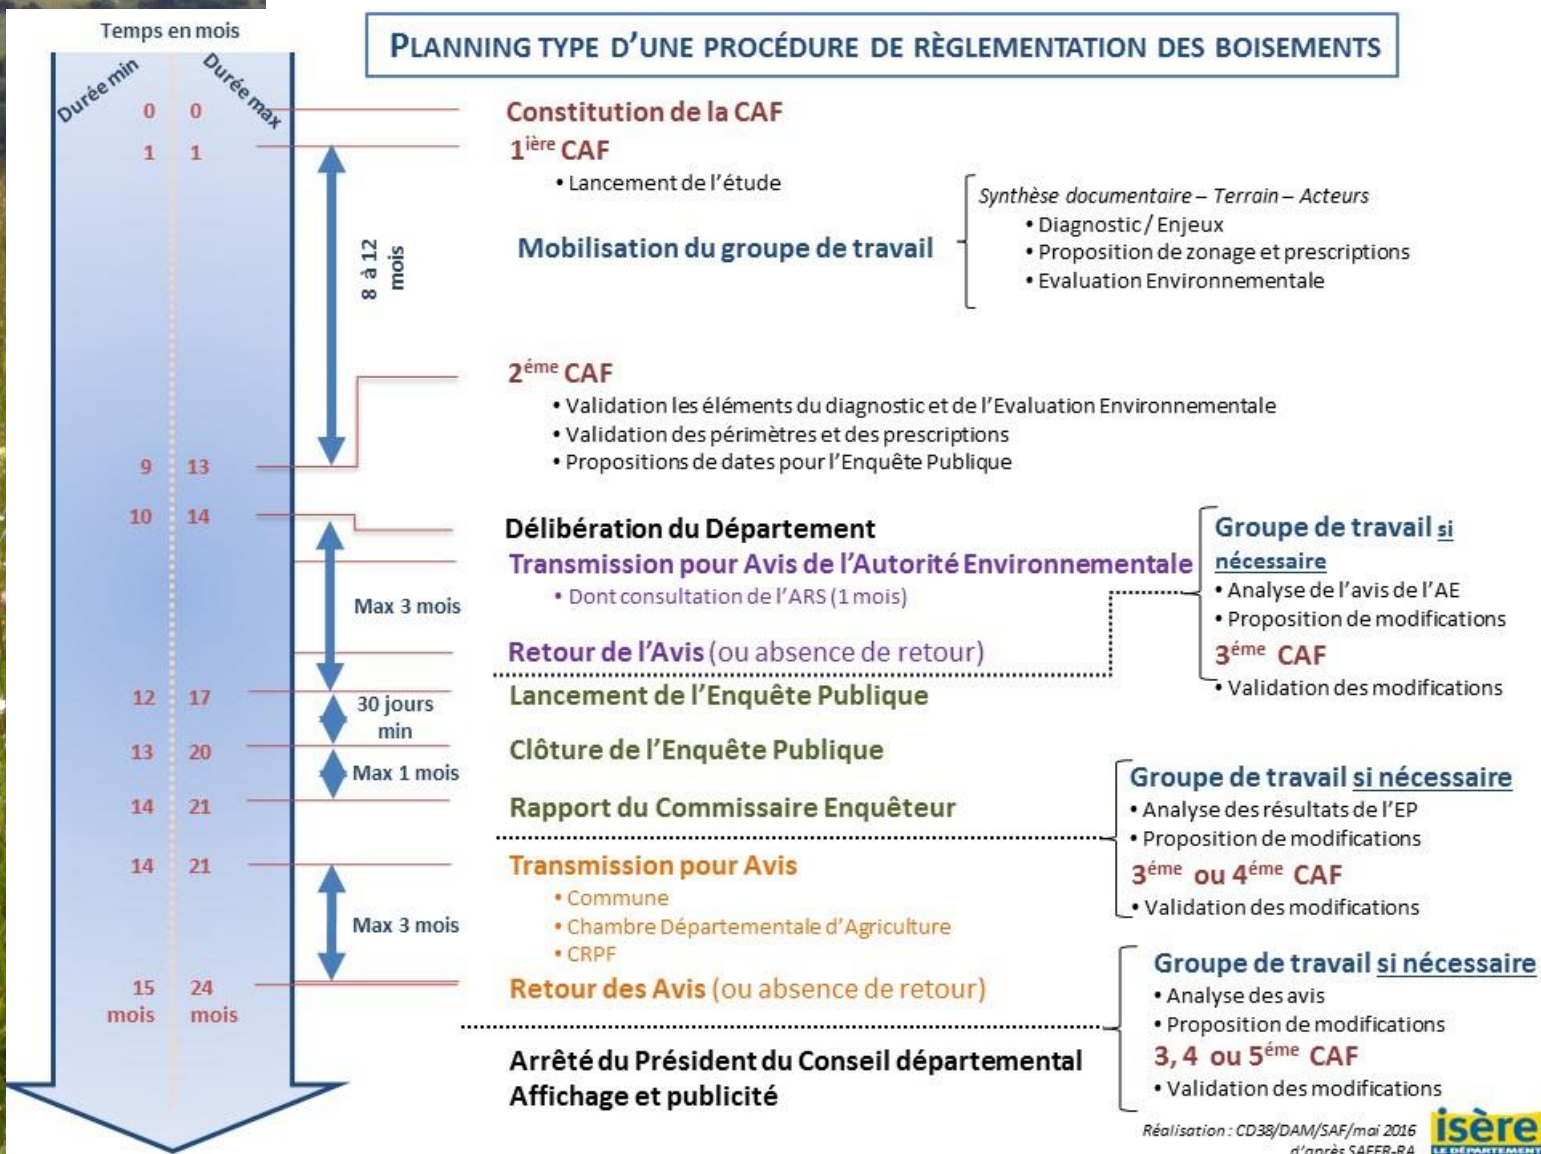 Temps en mois
PLANNING TYPE D'UNE PROCÉDURE DE RÈGLEMENTATION DES BOISEMENTS
Durée min
Durée max
0 0
Constitution de la CAF
1 1
1ière CAF
• Lancement de l'étude
8 à 12
mois
Mobilisation du groupe de travail
Synthèse documentaire – Terrain – Acteurs
• Diagnostic / Enjeux
• Proposition de zonage et prescriptions
• Evaluation Environnementale
2éme CAF
• Validation les éléments du diagnostic et de l'Evaluation Environnementale
• Validation des périmètres et des prescriptions
• Propositions de dates pour l'Enquête Publique
9 13
10 14
Délibération du Département
Transmission pour Avis de l'Autorité Environnementale
• Dont consultation de l'ARS (1 mois)
Max 3 mois
Retour de l'Avis (ou absence de retour)
Groupe de travail si
nécessaire
• Analyse de l'avis de l'AE
• Proposition de modifications
3éme CAF
• Validation des modifications
12 17
Lancement de l'Enquête Publique
30 jours
min
13 20
Clôture de l'Enquête Publique
Max 1 mois
14 21
Rapport du Commissaire Enquêteur
Groupe de travail si nécessaire
• Analyse des résultats de l'EP
• Proposition de modifications
3éme ou 4éme CAF
• Validation des modifications
14 21
Transmission pour Avis
• Commune
• Chambre Départementale d'Agriculture
• CRPF
Max 3 mois
15 24
mois mois
Retour des Avis (ou absence de retour)
Groupe de travail si nécessaire
• Analyse des avis
• Proposition de modifications
3, 4 ou 5éme CAF
• Validation des modifications
Arrêté du Président du Conseil départemental
Affichage et publicité
Réalisation : CD38/DAM/SAF/mai 2016
d'après SAFER-RA
isère
LE DÉPARTEMENT